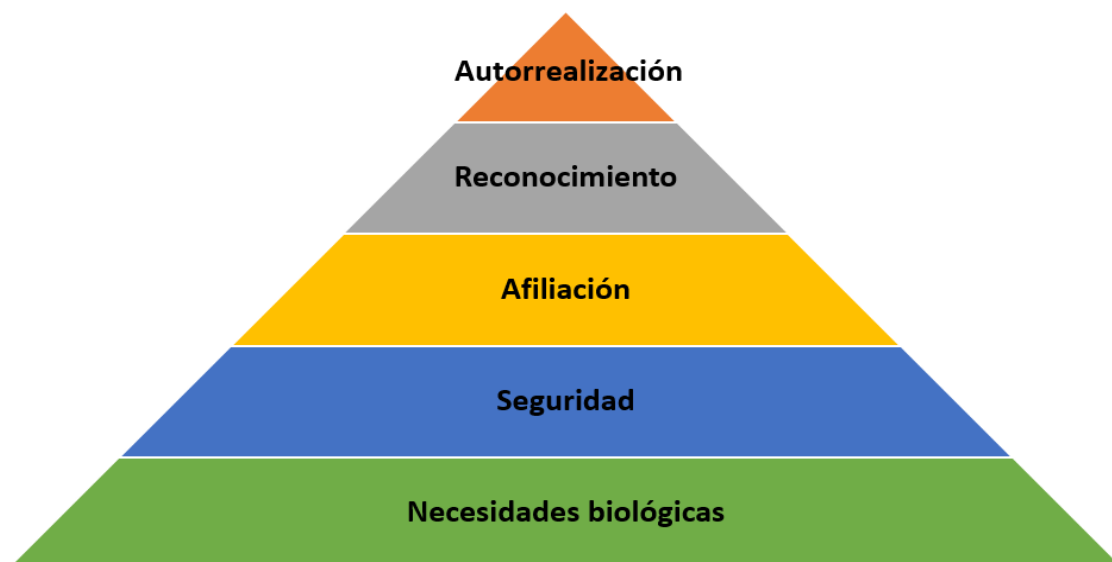 Autorrealización
Reconocimiento
Afiliación
Seguridad
Necesidades biológicas